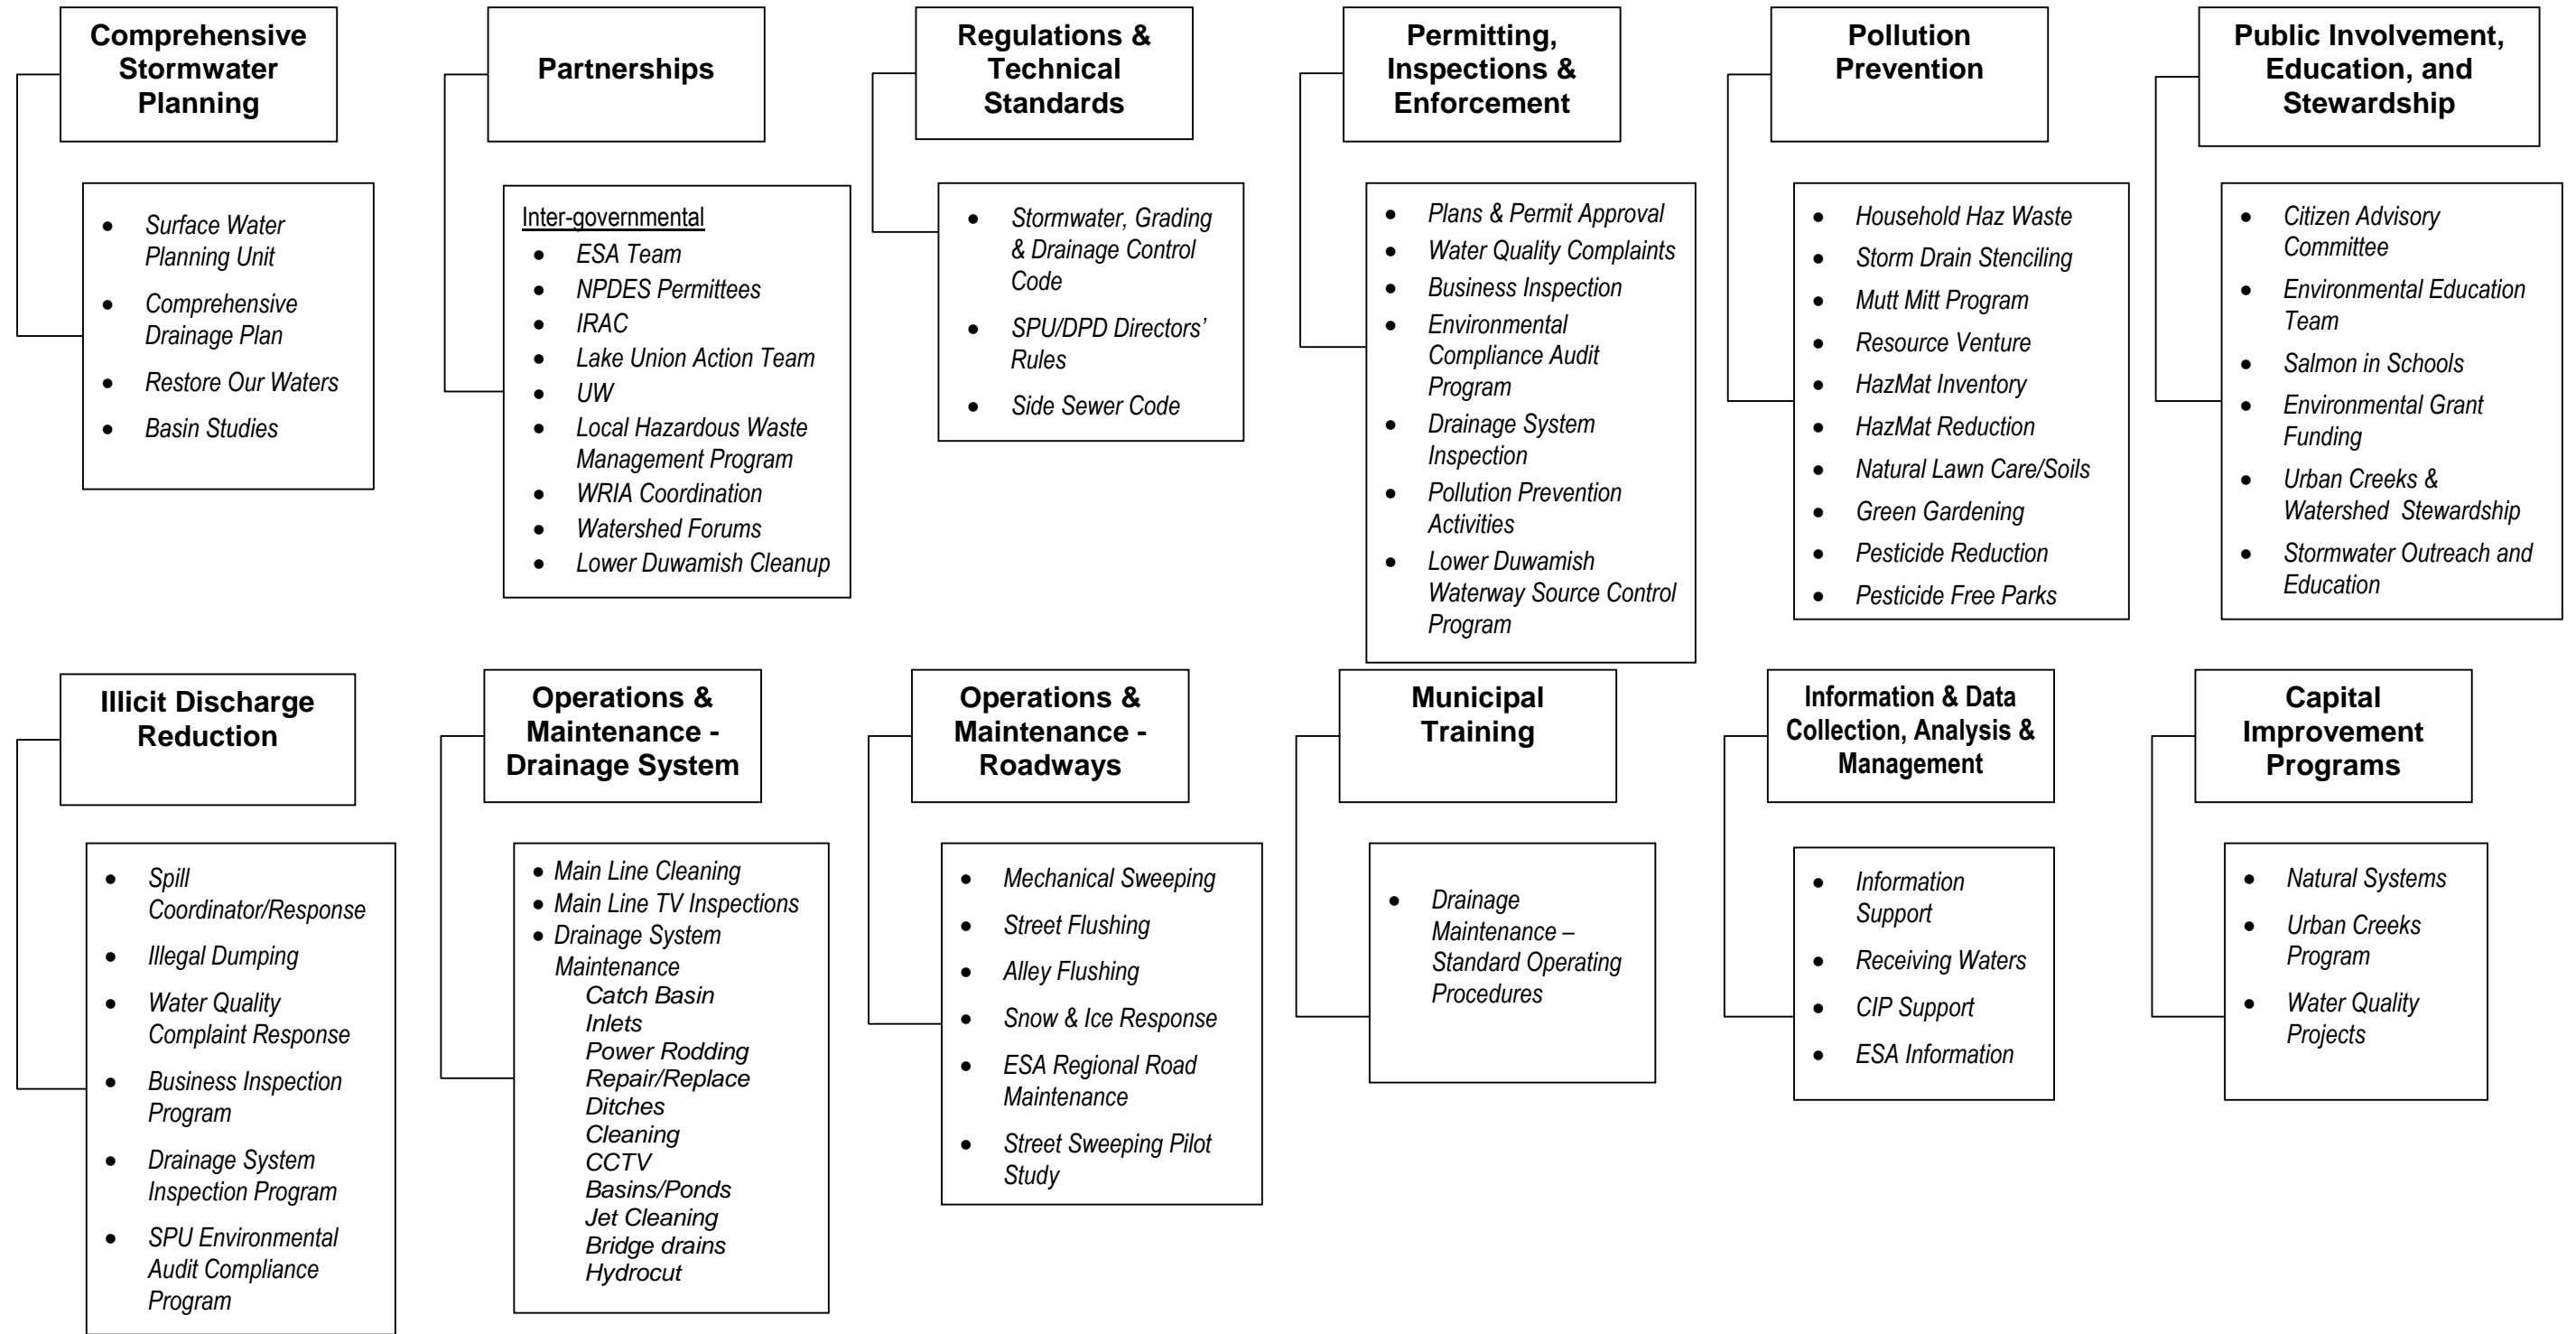 Comprehensive
Stormwater
Planning
• Surface Water
Planning Unit
• Comprehensive
Drainage Plan
• Restore Our Waters
• Basin Studies
Partnerships
Inter-governmental
• ESA Team
• NPDES Permittees
• IRAC
• Lake Union Action Team
• UW
• Local Hazardous Waste
Management Program
• WRIA Coordination
• Watershed Forums
• Lower Duwamish Cleanup
Regulations &
Technical
Standards
• Stormwater, Grading
& Drainage Control
Code
• SPU/DPD Directors’
Rules
• Side Sewer Code
Permitting,
Inspections &
Enforcement
• Plans & Permit Approval
• Water Quality Complaints
• Business Inspection
• Environmental
Compliance Audit
Program
• Drainage System
Inspection
• Pollution Prevention
Activities
• Lower Duwamish
Waterway Source Control
Program
Pollution
Prevention
• Household Haz Waste
• Storm Drain Stenciling
• Mutt Mitt Program
• Resource Venture
• HazMat Inventory
• HazMat Reduction
• Natural Lawn Care/Soils
• Green Gardening
• Pesticide Reduction
• Pesticide Free Parks
Public Involvement,
Education, and
Stewardship
• Citizen Advisory
Committee
• Environmental Education
Team
• Salmon in Schools
• Environmental Grant
Funding
• Urban Creeks &
Watershed Stewardship
• Stormwater Outreach and
Education
Illicit Discharge
Reduction
• Spill
Coordinator/Response
• Illegal Dumping
• Water Quality
Complaint Response
• Business Inspection
Program
• Drainage System
Inspection Program
• SPU Environmental
Audit Compliance
Program
Operations &
Maintenance -
Drainage System
• Main Line Cleaning
• Main Line TV Inspections
• Drainage System
Maintenance
Catch Basin
Inlets
Power Rodding
Repair/Replace
Ditches
Cleaning
CCTV
Basins/Ponds
Jet Cleaning
Bridge drains
Hydrocut
Operations &
Maintenance -
Roadways
• Mechanical Sweeping
• Street Flushing
• Alley Flushing
• Snow & Ice Response
• ESA Regional Road
Maintenance
• Street Sweeping Pilot
Study
Municipal
Training
• Drainage
Maintenance –
Standard Operating
Procedures
Information & Data
Collection, Analysis &
Management
• Information
Support
• Receiving Waters
• CIP Support
• ESA Information
Capital
Improvement
Programs
• Natural Systems
• Urban Creeks
Program
• Water Quality
Projects